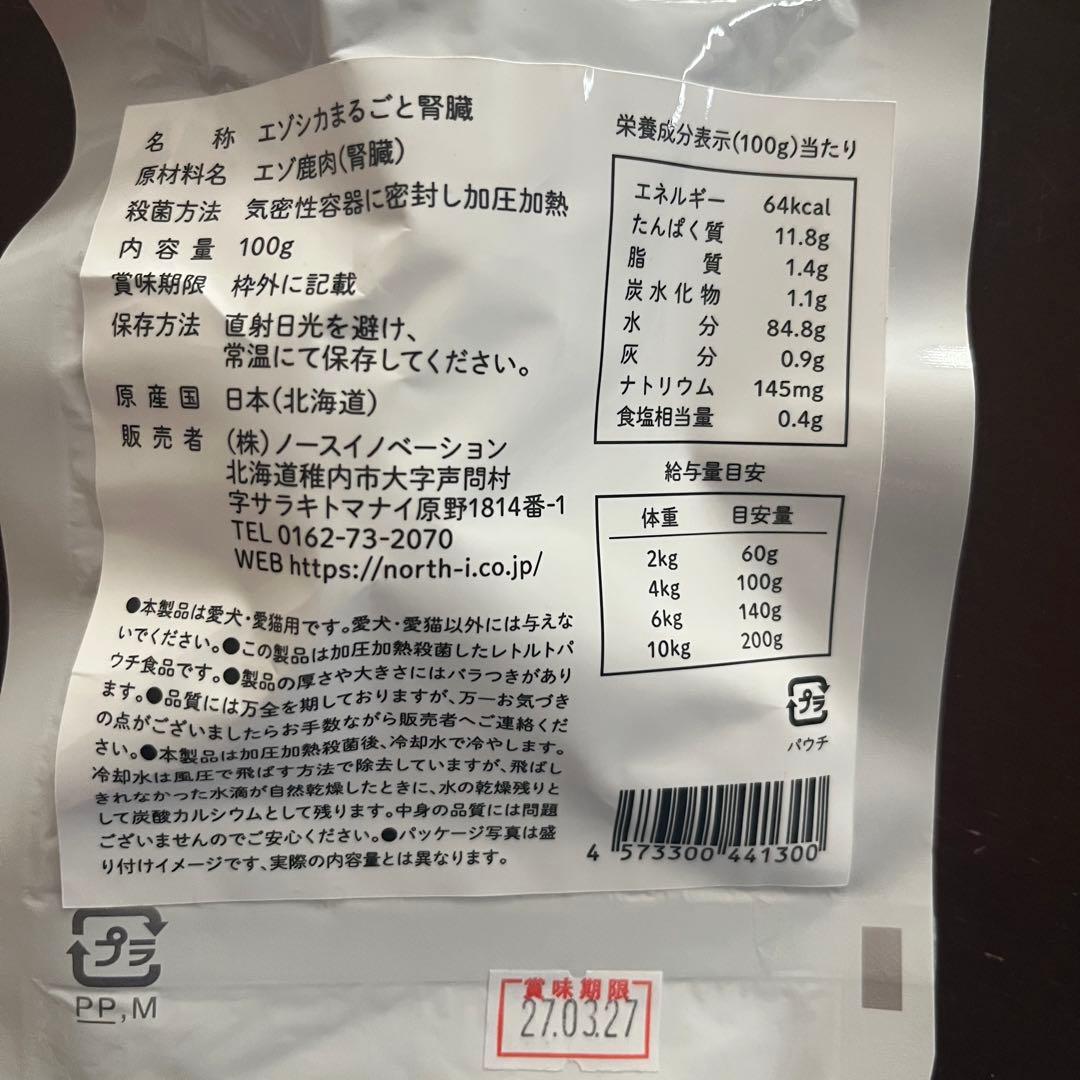 名称 エゾシカまるごと腎臓
原材料名 エゾ鹿肉(腎臓)
殺菌方法 気密性容器に密封し加圧加熱
内容量 100g
賞味期限 枠外に記載
保存方法 直射日光を避け、
常温にて保存してください。
原産国 日本(北海道)
販売者 (株)ノースイノベーション
北海道稚内市大字声問村
字サラキトマナイ原野1814番-1
TEL 0162-73-2070
WEB https://north-i.co.jp/
●本製品は愛犬・愛猫用です。愛犬・愛猫以外には与えな
いでください。●この製品は加圧加熱殺菌したレトルトパ
ウチ食品です。●製品の厚さや大きさにはバラつきがあり
ます。●品質には万全を期しておりますが、万一お気づき
の点がございましたらお手数ながら販売者へご連絡くだ
さい。●本製品は加圧加熱殺菌後、冷却水で冷やします。
冷却水は風圧で飛ばす方法で除去していますが、飛ばし
きれなかった水滴が自然乾燥したときに、水の乾燥残りと
して炭酸カルシウムとして残ります。中身の品質には問題
ございませんのでご安心ください。●パッケージ写真は盛
り付けイメージです、実際の内容量とは異なります。
栄養成分表示(100g)当たり
エネルギー 64kcal
たんぱく質 11.8g
脂質 1.4g
炭水化物 1.1g
水分 84.8g
灰分 0.9g
ナトリウム 145mg
食塩相当量 0.4g
給与量目安
体重 目安量
2kg 60g
4kg 100g
6kg 140g
10kg 200g
プラ
パウチ
4 573300 441300
プラ
PP,M
賞味期限
27.03.27